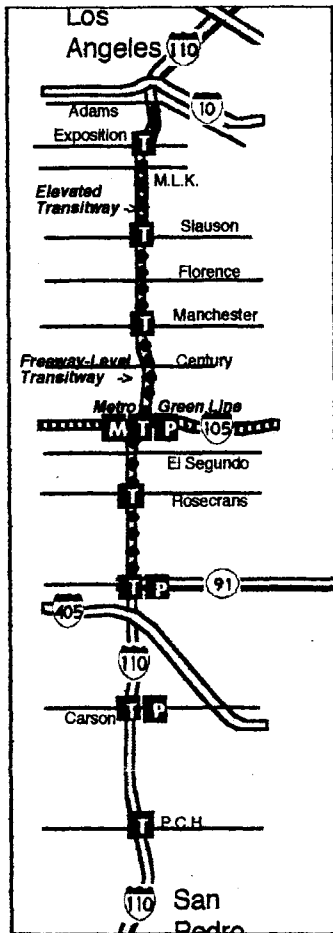 Los
Angeles
110
10
Adams
Exposition
T
M.L.K.
Elevated
Transitway ->
T
Slauson
Florence
T
Manchester
Century
Freeway-Level
Transitway ->
Metro Green Line
M T P
105
El Segundo
T
Rosecrans
T P
91
405
110
Carson
T P
T
P.C.H.
110
San
Pedro